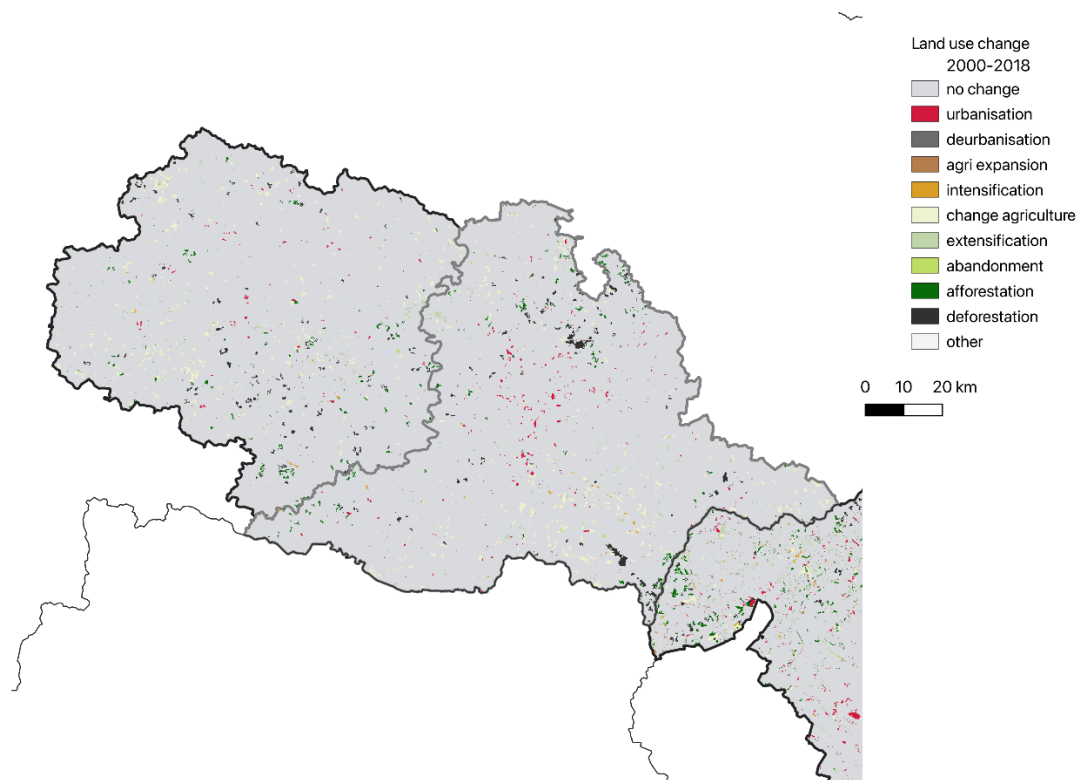 Land use change
2000-2018
no change
urbanisation
deurbanisation
agri expansion
intensification
change agriculture
extensification
abandonment
afforestation
deforestation
other
0 10 20 km